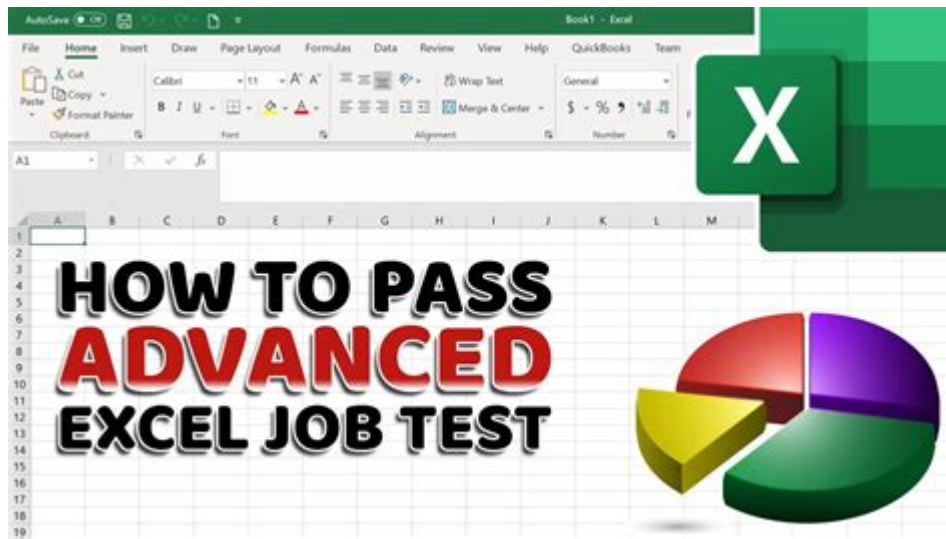 AutoSave Off Book1 - Excel
File Home Insert Draw Page Layout Formulas Data Review View Help QuickBooks Team
Cut Calibri 11 A A Wrap Text General
Paste Copy
Format Painter B I U A Merge & Center $ % 9
Clipboard Font Alignment Number
A1 fx
X
A B C D E F G H I J K L M
1
2
3
4
5
6
7
8
9
10
11
12
13
14
15
16
17
18
19
HOW TO PASS
ADVANCED
EXCEL JOB TEST